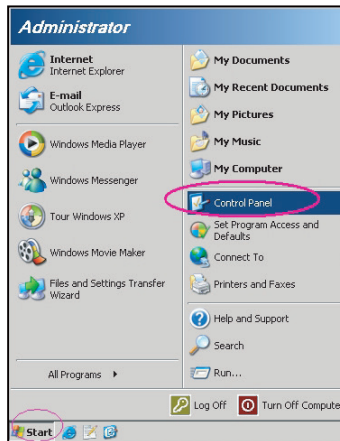 Administrator
Internet
Internet Explorer
E-mail
Outlook Express
Windows Media Player
Windows Messenger
Tour Windows XP
Windows Movie Maker
Files and Settings Transfer
Wizard
All Programs
My Documents
My Recent Documents
My Pictures
My Music
My Computer
Control Panel
Set Program Access and
Defaults
Connect To
Printers and Faxes
Help and Support
Search
Run...
Log Off
Turn Off Compute
Start